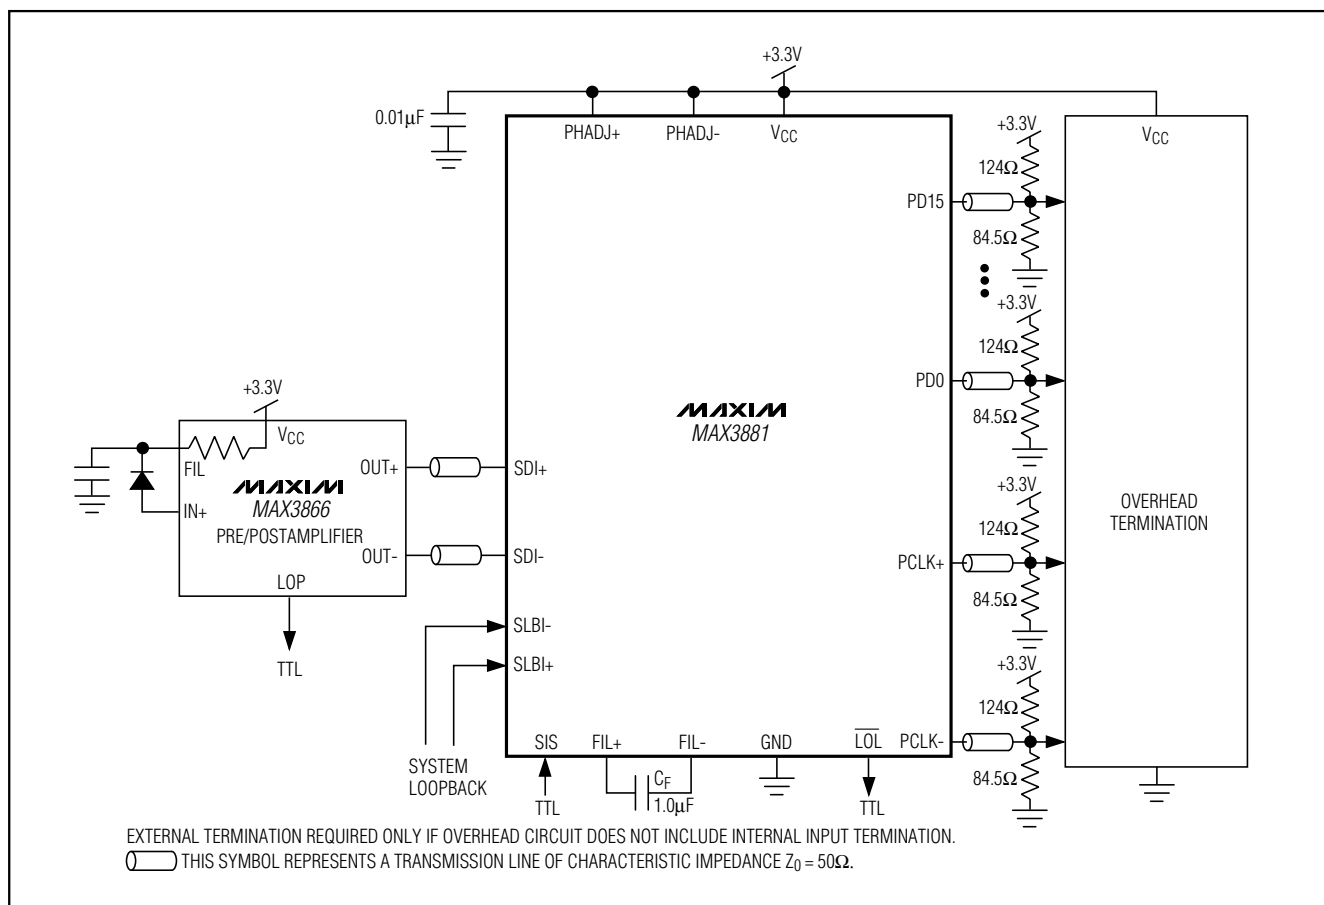 +3.3V
0.01µF
PHADJ+
PHADJ-
VCC
+3.3V
VCC
124Ω
PD15
84.5Ω
+3.3V
124Ω
PD0
84.5Ω
MAXIM
MAX3881
+3.3V
VCC
FIL
OUT+
SDI+
MAXIM
MAX3866
IN+
PRE/POSTAMPLIFIER
OUT-
SDI-
LOP
TTL
SLBI-
SLBI+
+3.3V
124Ω
OVERHEAD
TERMINATION
PCLK+
84.5Ω
+3.3V
124Ω
PCLK-
84.5Ω
SIS
FIL+
FIL-
GND
LOL
SYSTEM
LOOPBACK
CF
1.0µF
TTL
TTL
EXTERNAL TERMINATION REQUIRED ONLY IF OVERHEAD CIRCUIT DOES NOT INCLUDE INTERNAL INPUT TERMINATION.
THIS SYMBOL REPRESENTS A TRANSMISSION LINE OF CHARACTERISTIC IMPEDANCE Z0 = 50Ω.